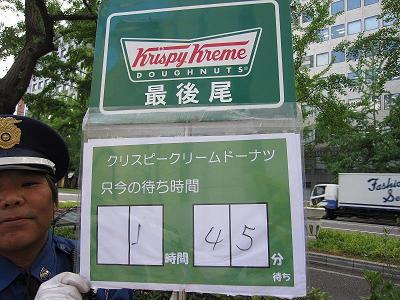 Krispy Kreme
DOUGHNUTS
最後尾
クリスピークリームドーナツ
只今の待ち時間
1 時間 45 分
待ち
Fashion